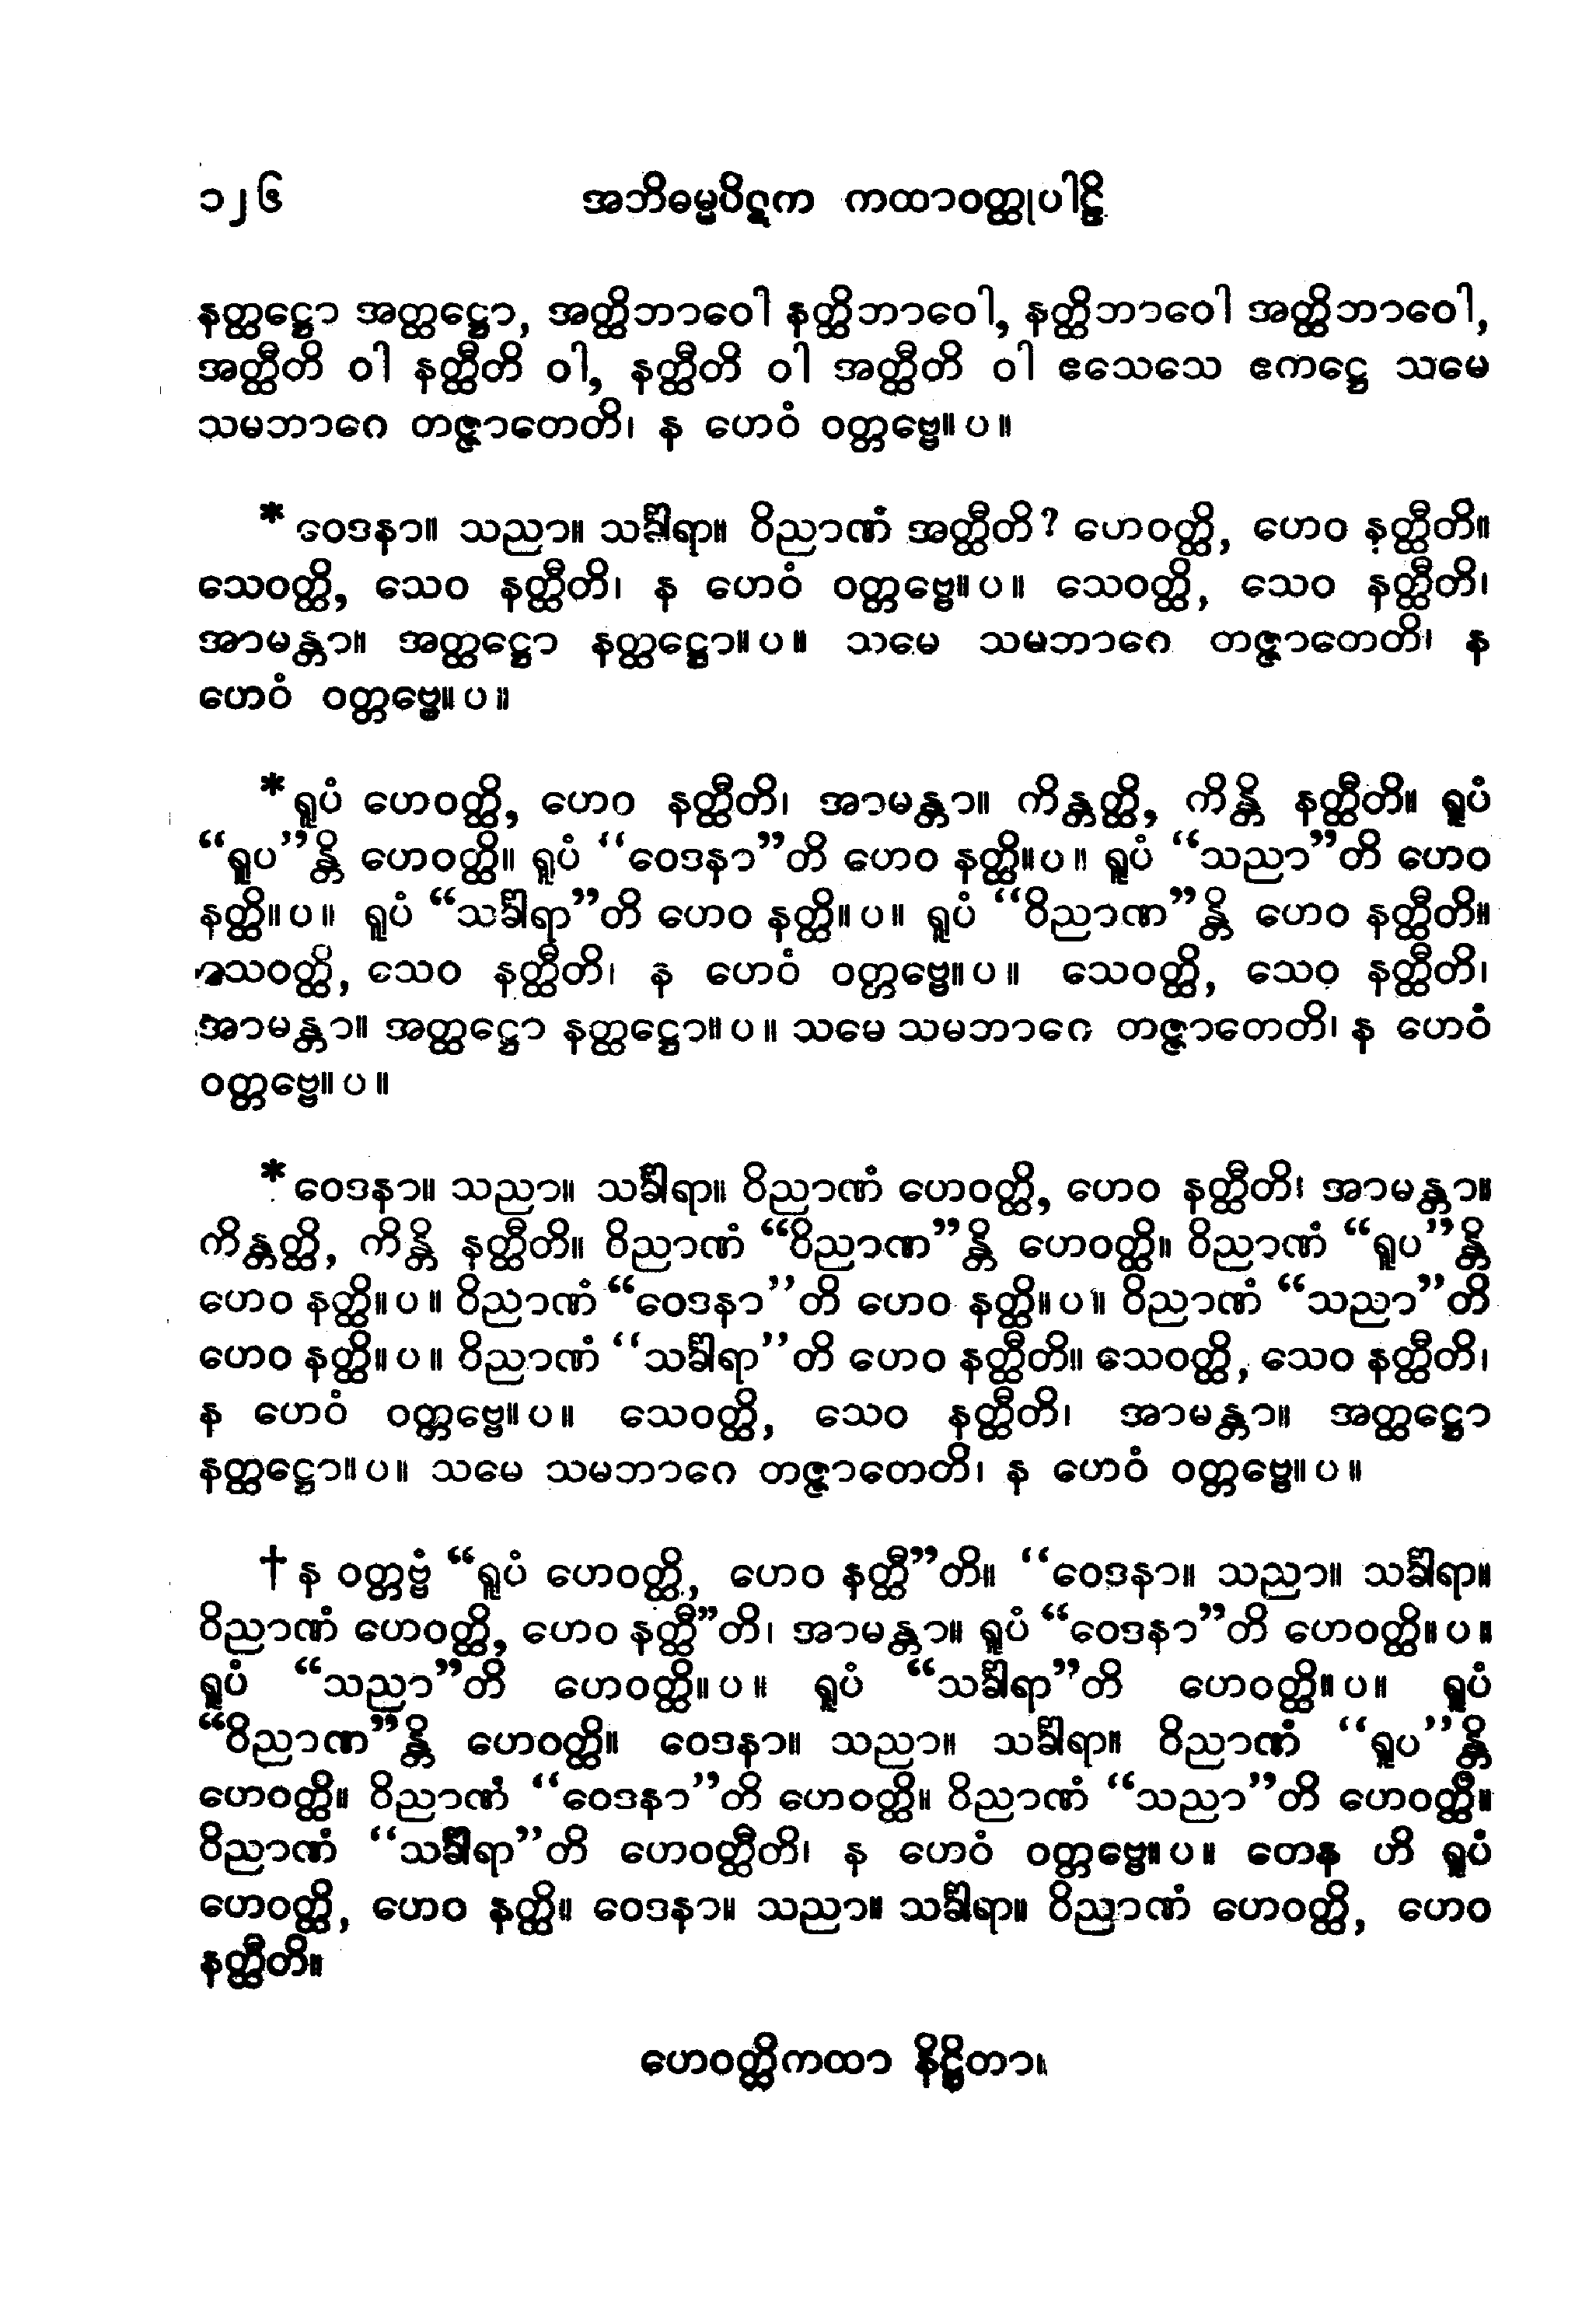 ၁၂၆ အဘိဓမ္မပိဋက ကထာဝတ္ထုပါဠိ
နတ္ထဋ္ဌော အတ္ထဋ္ဌော, အတ္ထိဘာဝေါ နတ္ထိဘာဝေါ, နတ္ထိဘာဝေါ အတ္ထိဘာဝေါ,
အတ္ထီတိ ဝါ နတ္ထီတိ ဝါ, နတ္ထီတိ ဝါ အတ္ထီတိ ဝါ ဧသေသေ ဧကဋ္ဌေ သမေ
သမဘာဂေ တဇ္ဇာတေတိ၊ န ဟေဝံ ဝတ္တဗ္ဗေ။ပ။
* ဝေဒနာ။ သညာ။ သင်္ခါရာ။ ဝိညာဏံ အတ္ထီတိ? ဟေဝတ္ထိ, ဟေဝ နတ္ထီတိ။
သေဝတ္ထိ, သေဝ နတ္ထီတိ၊ န ဟေဝံ ဝတ္တဗ္ဗေ။ပ။ သေဝတ္ထိ, သေဝ နတ္ထီတိ၊
အာမန္တာ။ အတ္ထဋ္ဌော နတ္ထဋ္ဌော။ပ။ သမေ သမဘာဂေ တဇ္ဇာတေတိ၊ န
ဟေဝံ ဝတ္တဗ္ဗေ။ပ။
* ရူပံ ဟေဝတ္ထိ, ဟေဝ နတ္ထီတိ၊ အာမန္တာ။ ကိန္တတ္ထိ, ကိန္တိ နတ္ထီတိ။ ရူပံ
“ရူပ”န္တိ ဟေဝတ္ထိ။ ရူပံ “ဝေဒနာ”တိ ဟေဝ နတ္ထိ။ပ။ ရူပံ “သညာ”တိ ဟေဝ
နတ္ထိ။ပ။ ရူပံ “သင်္ခါရာ”တိ ဟေဝ နတ္ထိ။ပ။ ရူပံ “ဝိညာဏ”န္တိ ဟေဝ နတ္ထီတိ။
သေဝတ္ထိ, သေဝ နတ္ထီတိ၊ န ဟေဝံ ဝတ္တဗ္ဗေ။ပ။ သေဝတ္ထိ, သေဝ နတ္ထီတိ၊
အာမန္တာ။ အတ္ထဋ္ဌော နတ္ထဋ္ဌော။ပ။ သမေ သမဘာဂေ တဇ္ဇာတေတိ၊ န ဟေဝံ
ဝတ္တဗ္ဗေ။ပ။
* ဝေဒနာ။ သညာ။ သင်္ခါရာ။ ဝိညာဏံ ဟေဝတ္ထိ, ဟေဝ နတ္ထီတိ၊ အာမန္တာ။
ကိန္တတ္ထိ, ကိန္တိ နတ္ထီတိ။ ဝိညာဏံ “ဝိညာဏ”န္တိ ဟေဝတ္ထိ။ ဝိညာဏံ “ရူပ”န္တိ
ဟေဝ နတ္ထိ။ပ။ ဝိညာဏံ “ဝေဒနာ”တိ ဟေဝ နတ္ထိ။ပ။ ဝိညာဏံ “သညာ”တိ
ဟေဝ နတ္ထိ။ပ။ ဝိညာဏံ “သင်္ခါရာ”တိ ဟေဝ နတ္ထီတိ။ သေဝတ္ထိ, သေဝ နတ္ထီတိ၊
န ဟေဝံ ဝတ္တဗ္ဗေ။ပ။ သေဝတ္ထိ, သေဝ နတ္ထီတိ၊ အာမန္တာ။ အတ္ထဋ္ဌော
နတ္ထဋ္ဌော။ပ။ သမေ သမဘာဂေ တဇ္ဇာတေတိ၊ န ဟေဝံ ဝတ္တဗ္ဗေ။ပ။
† န ဝတ္တဗ္ဗံ “ရူပံ ဟေဝတ္ထိ, ဟေဝ နတ္ထီ”တိ။ “ဝေဒနာ။ သညာ။ သင်္ခါရာ။
ဝိညာဏံ ဟေဝတ္ထိ, ဟေဝ နတ္ထီ”တိ၊ အာမန္တာ။ ရူပံ “ဝေဒနာ”တိ ဟေဝတ္ထိ။ပ။
ရူပံ “သညာ”တိ ဟေဝတ္ထိ။ပ။ ရူပံ “သင်္ခါရာ”တိ ဟေဝတ္ထိ။ပ။ ရူပံ
“ဝိညာဏ”န္တိ ဟေဝတ္ထိ။ ဝေဒနာ။ သညာ။ သင်္ခါရာ။ ဝိညာဏံ “ရူပ”န္တိ
ဟေဝတ္ထိ။ ဝိညာဏံ “ဝေဒနာ”တိ ဟေဝတ္ထိ။ ဝိညာဏံ “သညာ”တိ ဟေဝတ္ထိ။
ဝိညာဏံ “သင်္ခါရာ”တိ ဟေဝတ္ထီတိ၊ န ဟေဝံ ဝတ္တဗ္ဗေ။ပ။ တေန ဟိ ရူပံ
ဟေဝတ္ထိ, ဟေဝ နတ္ထိ။ ဝေဒနာ။ သညာ။ သင်္ခါရာ။ ဝိညာဏံ ဟေဝတ္ထိ, ဟေဝ
နတ္ထီတိ။
ဟေဝတ္ထိကထာ နိဋ္ဌိတာ။